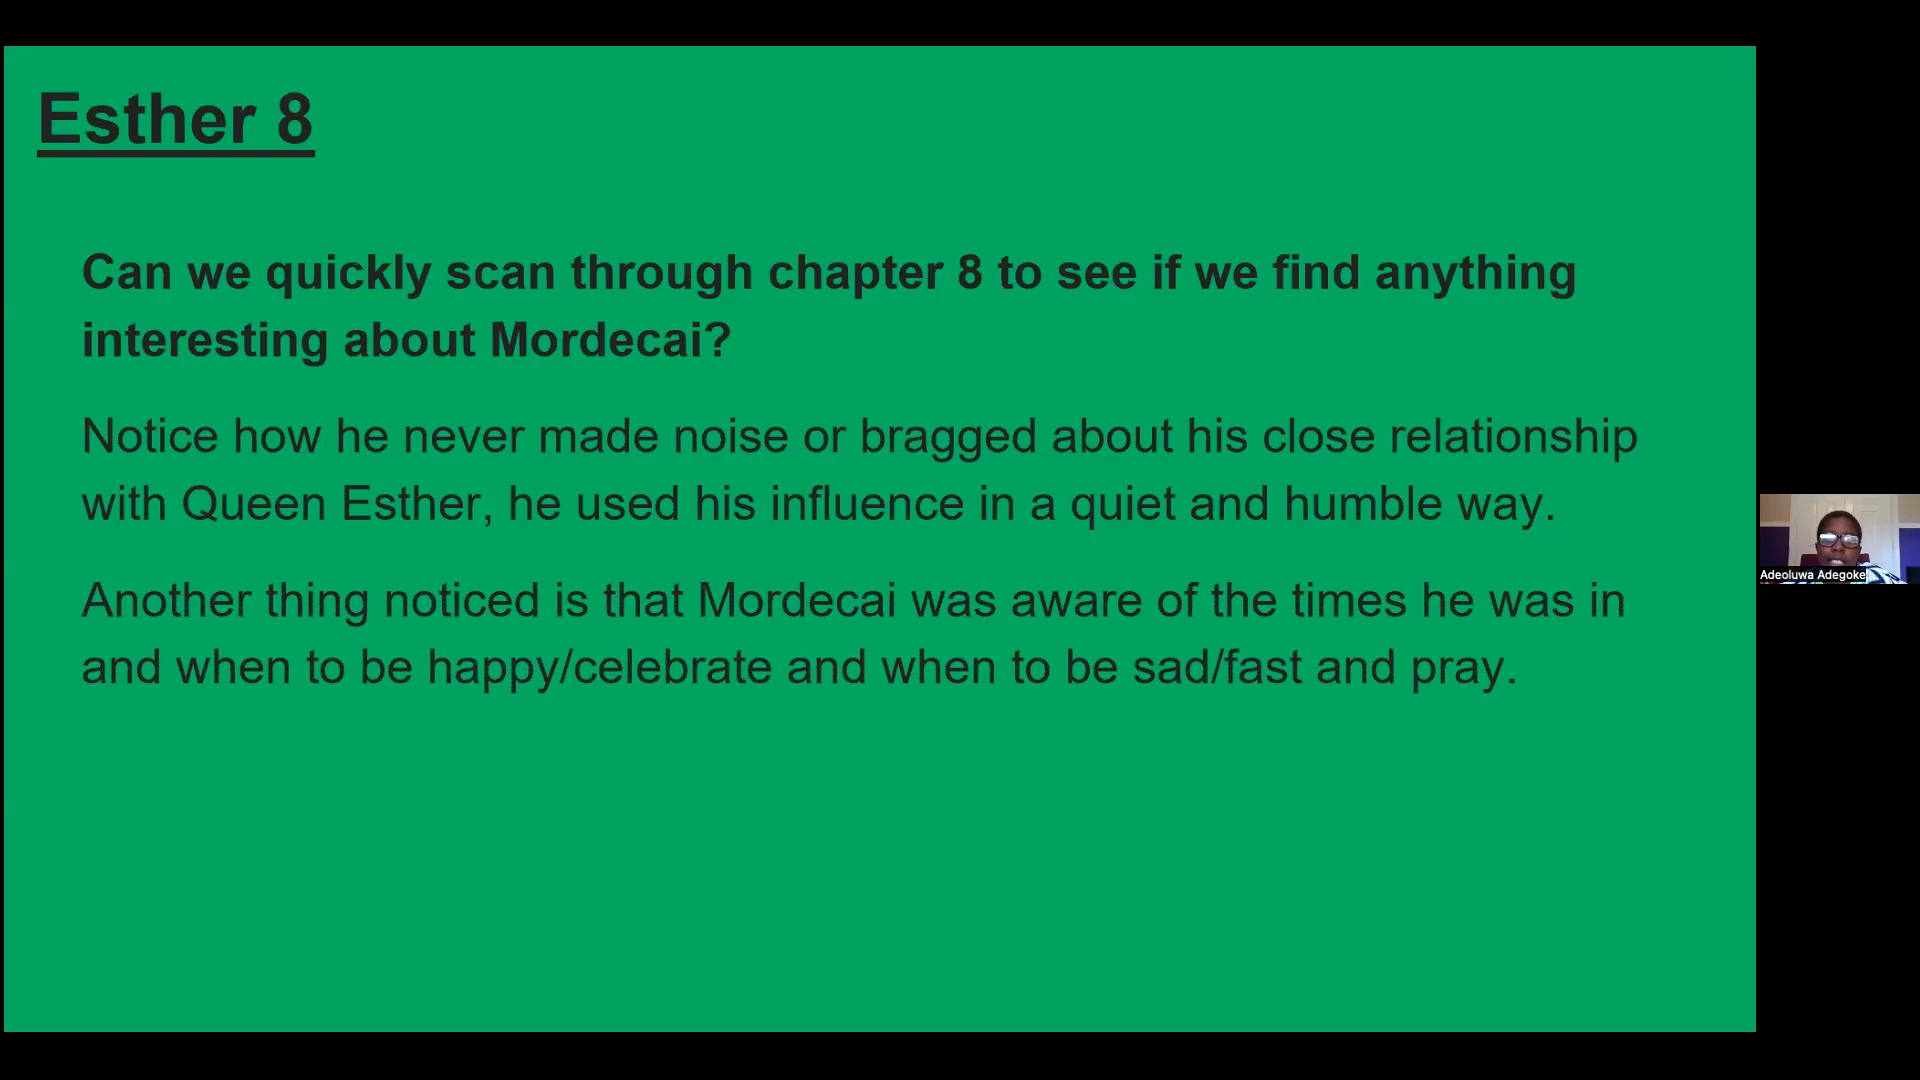 Esther 8
Can we quickly scan through chapter 8 to see if we find anything
interesting about Mordecai?
Notice how he never made noise or bragged about his close relationship
with Queen Esther, he used his influence in a quiet and humble way.
Another thing noticed is that Mordecai was aware of the times he was in
and when to be happy/celebrate and when to be sad/fast and pray.
Adeoluwa Adegoke